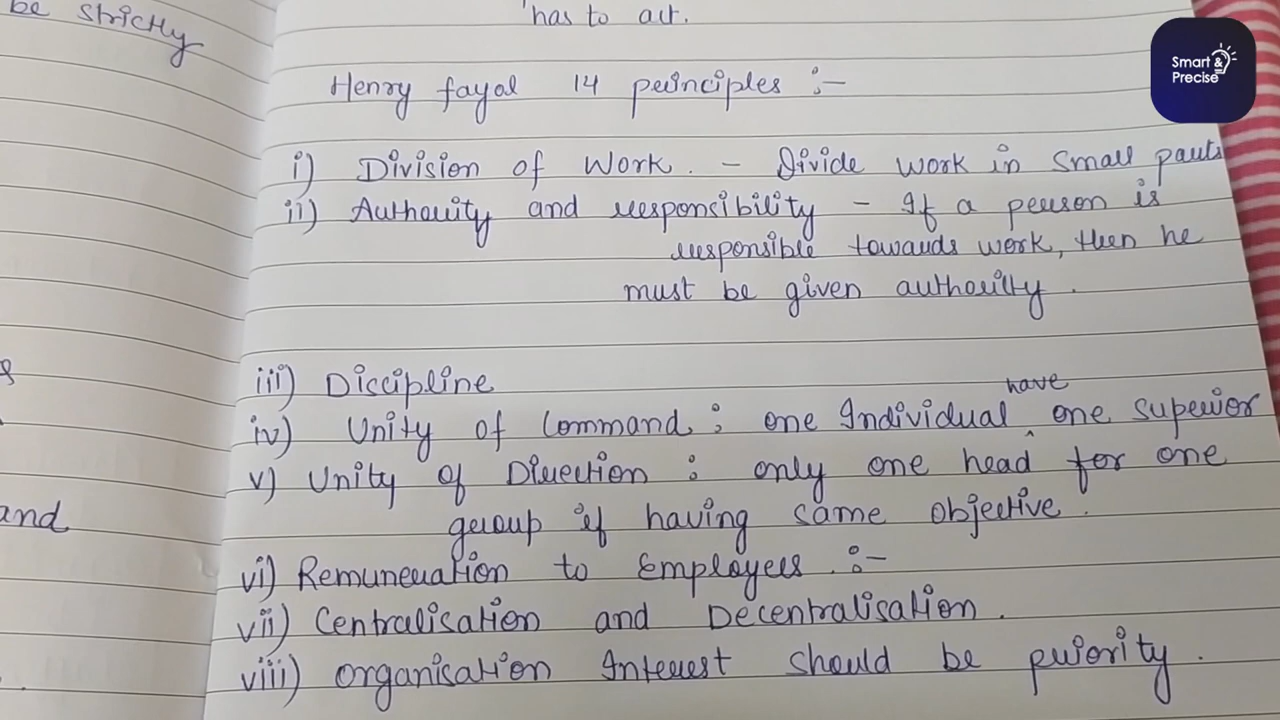 be strictly
has to act.
Smart &
Precise
Henry fayal 14 principles :-
i) Division of Work. - Divide work in small parts
ii) Authority and responsibility - If a person is
responsible towards work, then he
must be given authority.
iii) Discipline
have
iv) Unity of Command : one Individual ^ one superior
v) Unity of Direction : only one head for one
and
group if having same objective.
vi) Remuneration to Employees :-
vii) Centralisation and Decentralisation.
viii) Organisation Interest should be priority.